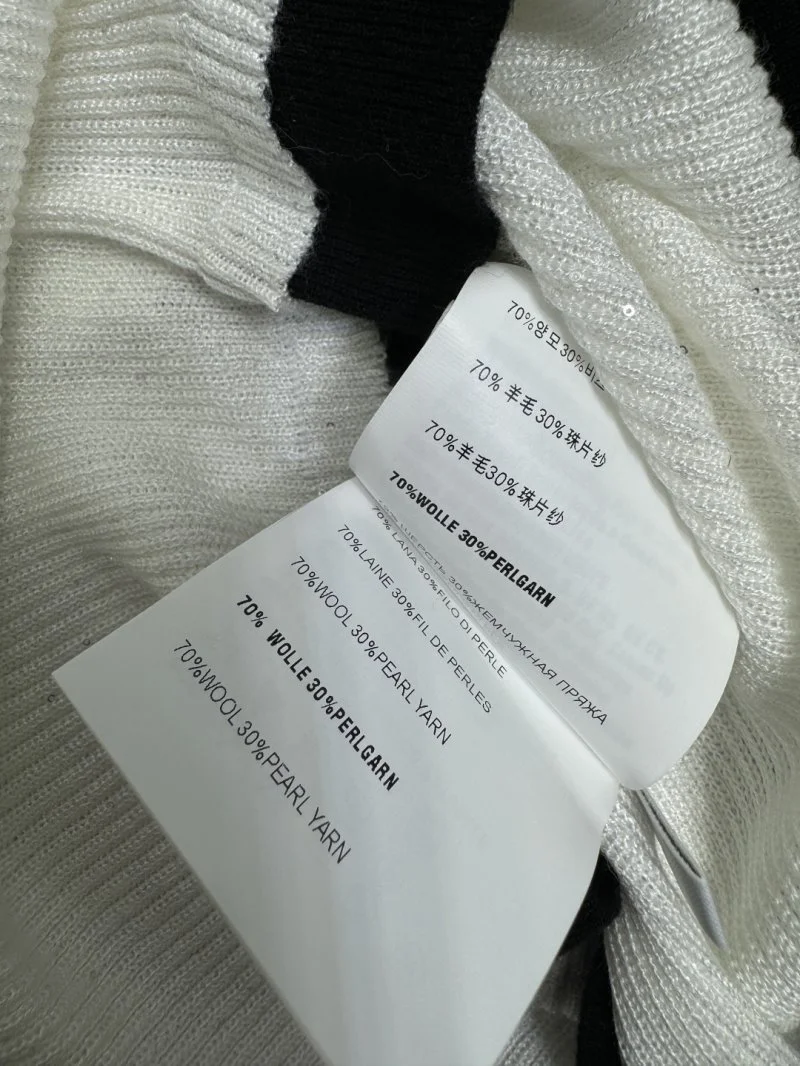 70%양모30%비
70% 羊毛 30%珠片纱
70%羊毛30%珠片纱
70%WOLLE 30%PERLGARN
30%ЖЕМЧУЖНАЯ ПРЯЖА
70% LANA 30%FILO DI PERLE
70%LAINE 30%FIL DE PERLES
70%WOOL 30%PEARL YARN
70% WOLLE 30%PERLGARN
70%WOOL 30%PEARL YARN